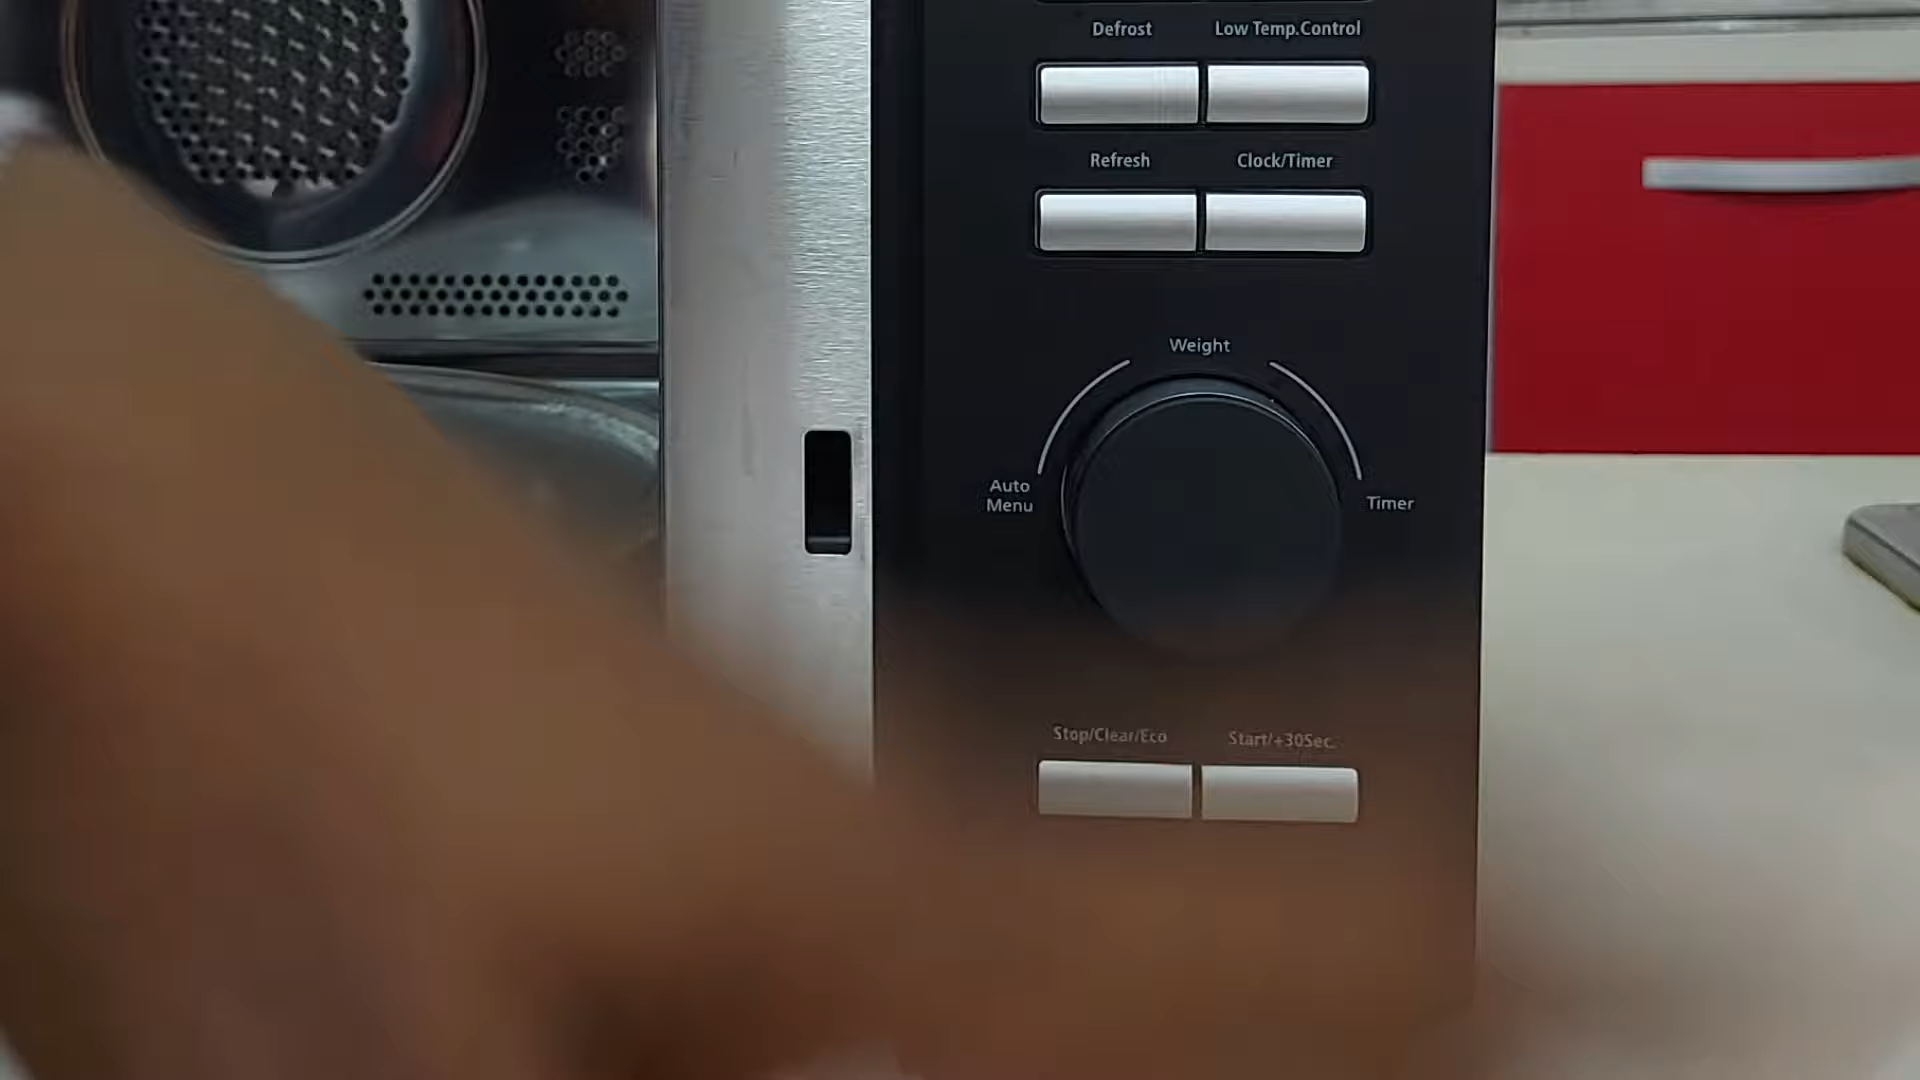 Defrost Low Temp.Control
Refresh Clock/Timer
Weight
Auto
Menu
Timer
Stop/Clear/Eco Start/+30Sec.